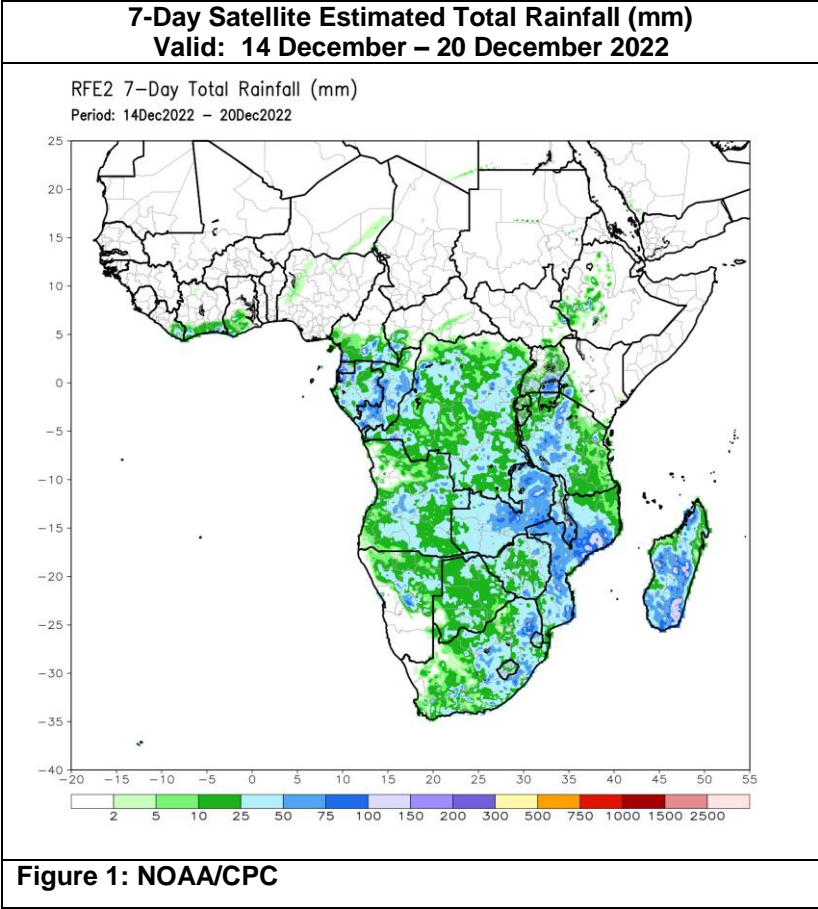 7-Day Satellite Estimated Total Rainfall (mm)
Valid: 14 December – 20 December 2022
RFE2 7-Day Total Rainfall (mm)
Period: 14Dec2022 – 20Dec2022
25
20
15
10
5
0
−5
−10
−15
−20
−25
−30
−35
−40
−20 −15 −10 −5 0 5 10 15 20 25 30 35 40 45 50 55
2 5 10 25 50 75 100 150 200 300 500 750 1000 1500 2500
Figure 1: NOAA/CPC